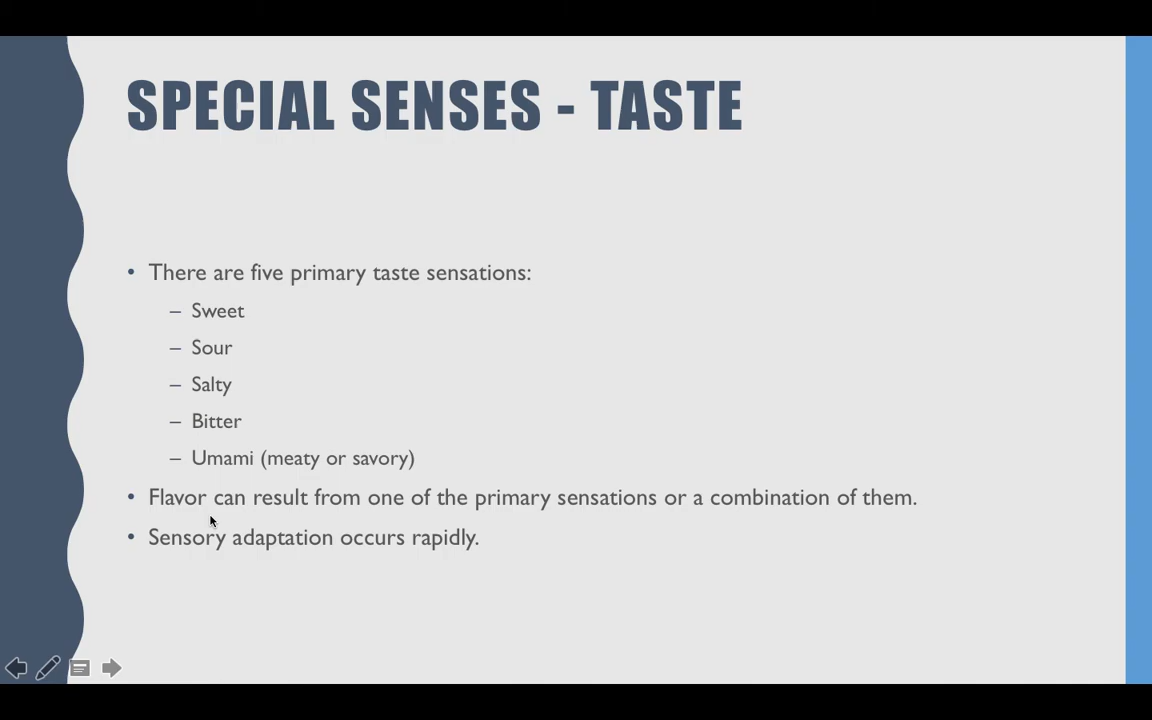 SPECIAL SENSES - TASTE
• There are five primary taste sensations:
– Sweet
– Sour
– Salty
– Bitter
– Umami (meaty or savory)
• Flavor can result from one of the primary sensations or a combination of them.
• Sensory adaptation occurs rapidly.